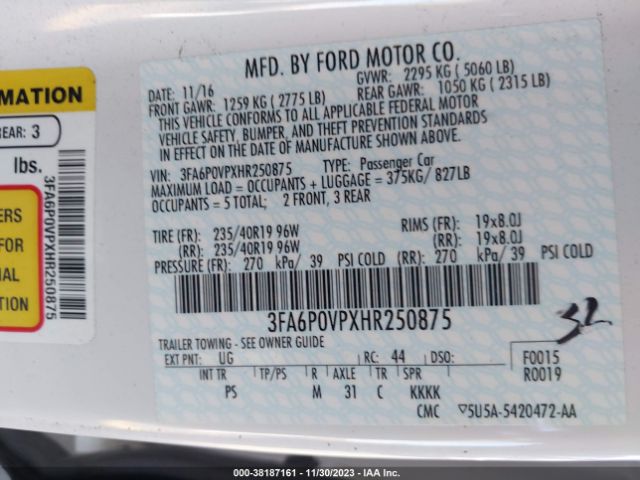 MFD. BY FORD MOTOR CO.
DATE: 11/16 GVWR: 2295 KG ( 5060 LB)
FRONT GAWR: 1259 KG ( 2775 LB) REAR GAWR: 1050 KG ( 2315 LB)
THIS VEHICLE CONFORMS TO ALL APPLICABLE FEDERAL MOTOR
VEHICLE SAFETY, BUMPER, AND THEFT PREVENTION STANDARDS
IN EFFECT ON THE DATE OF MANUFACTURE SHOWN ABOVE.
VIN: 3FA6P0VPXHR250875 TYPE: Passenger Car
MAXIMUM LOAD = OCCUPANTS + LUGGAGE = 375KG/ 827LB
OCCUPANTS = 5 TOTAL; 2 FRONT, 3 REAR
TIRE (FR): 235/40R19 96W RIMS (FR): 19x8.0J
(RR): 235/40R19 96W (RR): 19x8.0J
PRESSURE (FR): 270 kPa/ 39 PSI COLD (RR): 270 kPa/ 39 PSI COLD
3FA6P0VPXHR250875
32
TRAILER TOWING - SEE OWNER GUIDE
EXT PNT: UG RC: 44 DSO: F0015
INT TR TP/PS R AXLE TR SPR R0019
PS M 31 C KKKK
CMC 5U5A-5420472-AA
RMATION
REAR: 3
lbs.
3FA6P0VPXHR250875
ERS
FOR
IAL
TION
000-38187161 - 11/30/2023 - IAA Inc.